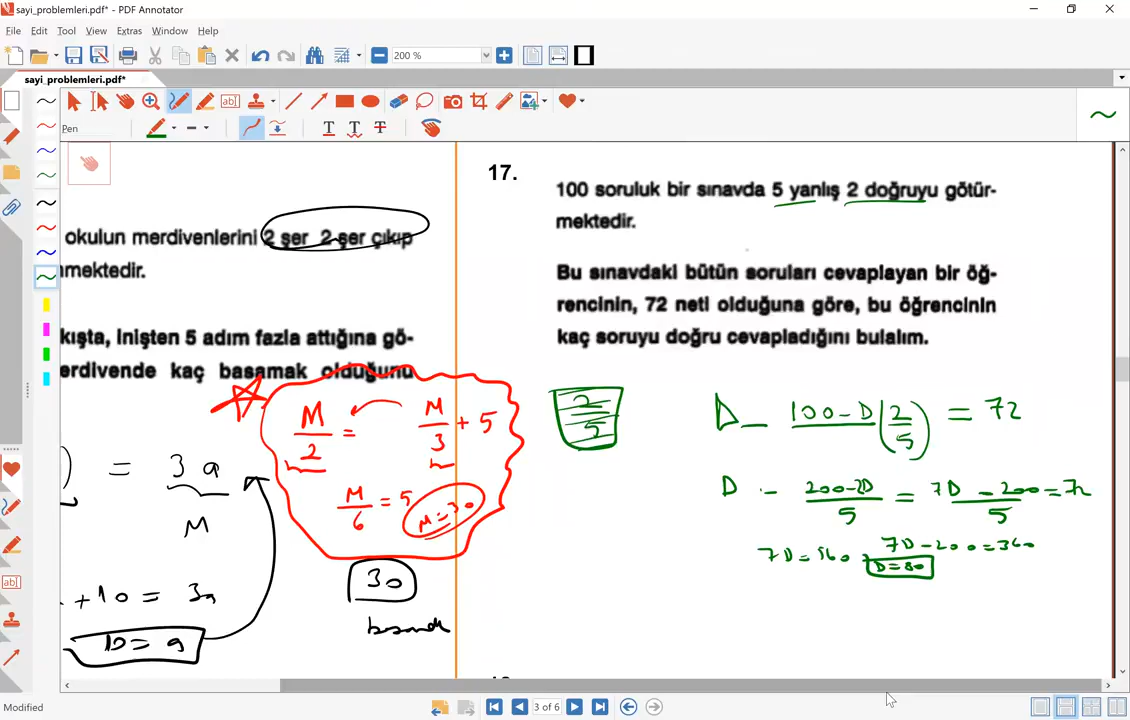 sayi_problemleri.pdf* - PDF Annotator
File Edit Tool View Extras Window Help
200 %
sayi_problemleri.pdf*
Pen
okulun merdivenlerini 2 şer 2 şer çıkıp
nmektedir.
kışta, inişten 5 adım fazla attığına gö-
erdivende kaç basamak olduğunu
M/2 = M/3 + 5
M/6 = 5 M=30
= 3a
M
+10 = 3a
10 = a
30
basamak
17.
100 soruluk bir sınavda 5 yanlış 2 doğruyu götür-
mektedir.
Bu sınavdaki bütün soruları cevaplayan bir öğ-
rencinin, 72 neti olduğuna göre, bu öğrencinin
kaç soruyu doğru cevapladığını bulalım.
2/5
D - 100-D (2/5) = 72
D - 200-2D/5 = 7D-200/5 = 72
7D-200=360
7D=560 D=80
Modified
3 of 6